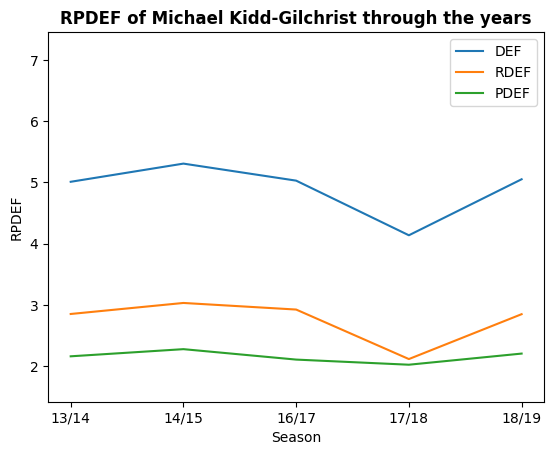 RPDEF of Michael Kidd-Gilchrist through the years
7
6
5
4
3
2
RPDEF
DEF
RDEF
PDEF
13/14 14/15 16/17 17/18 18/19
Season